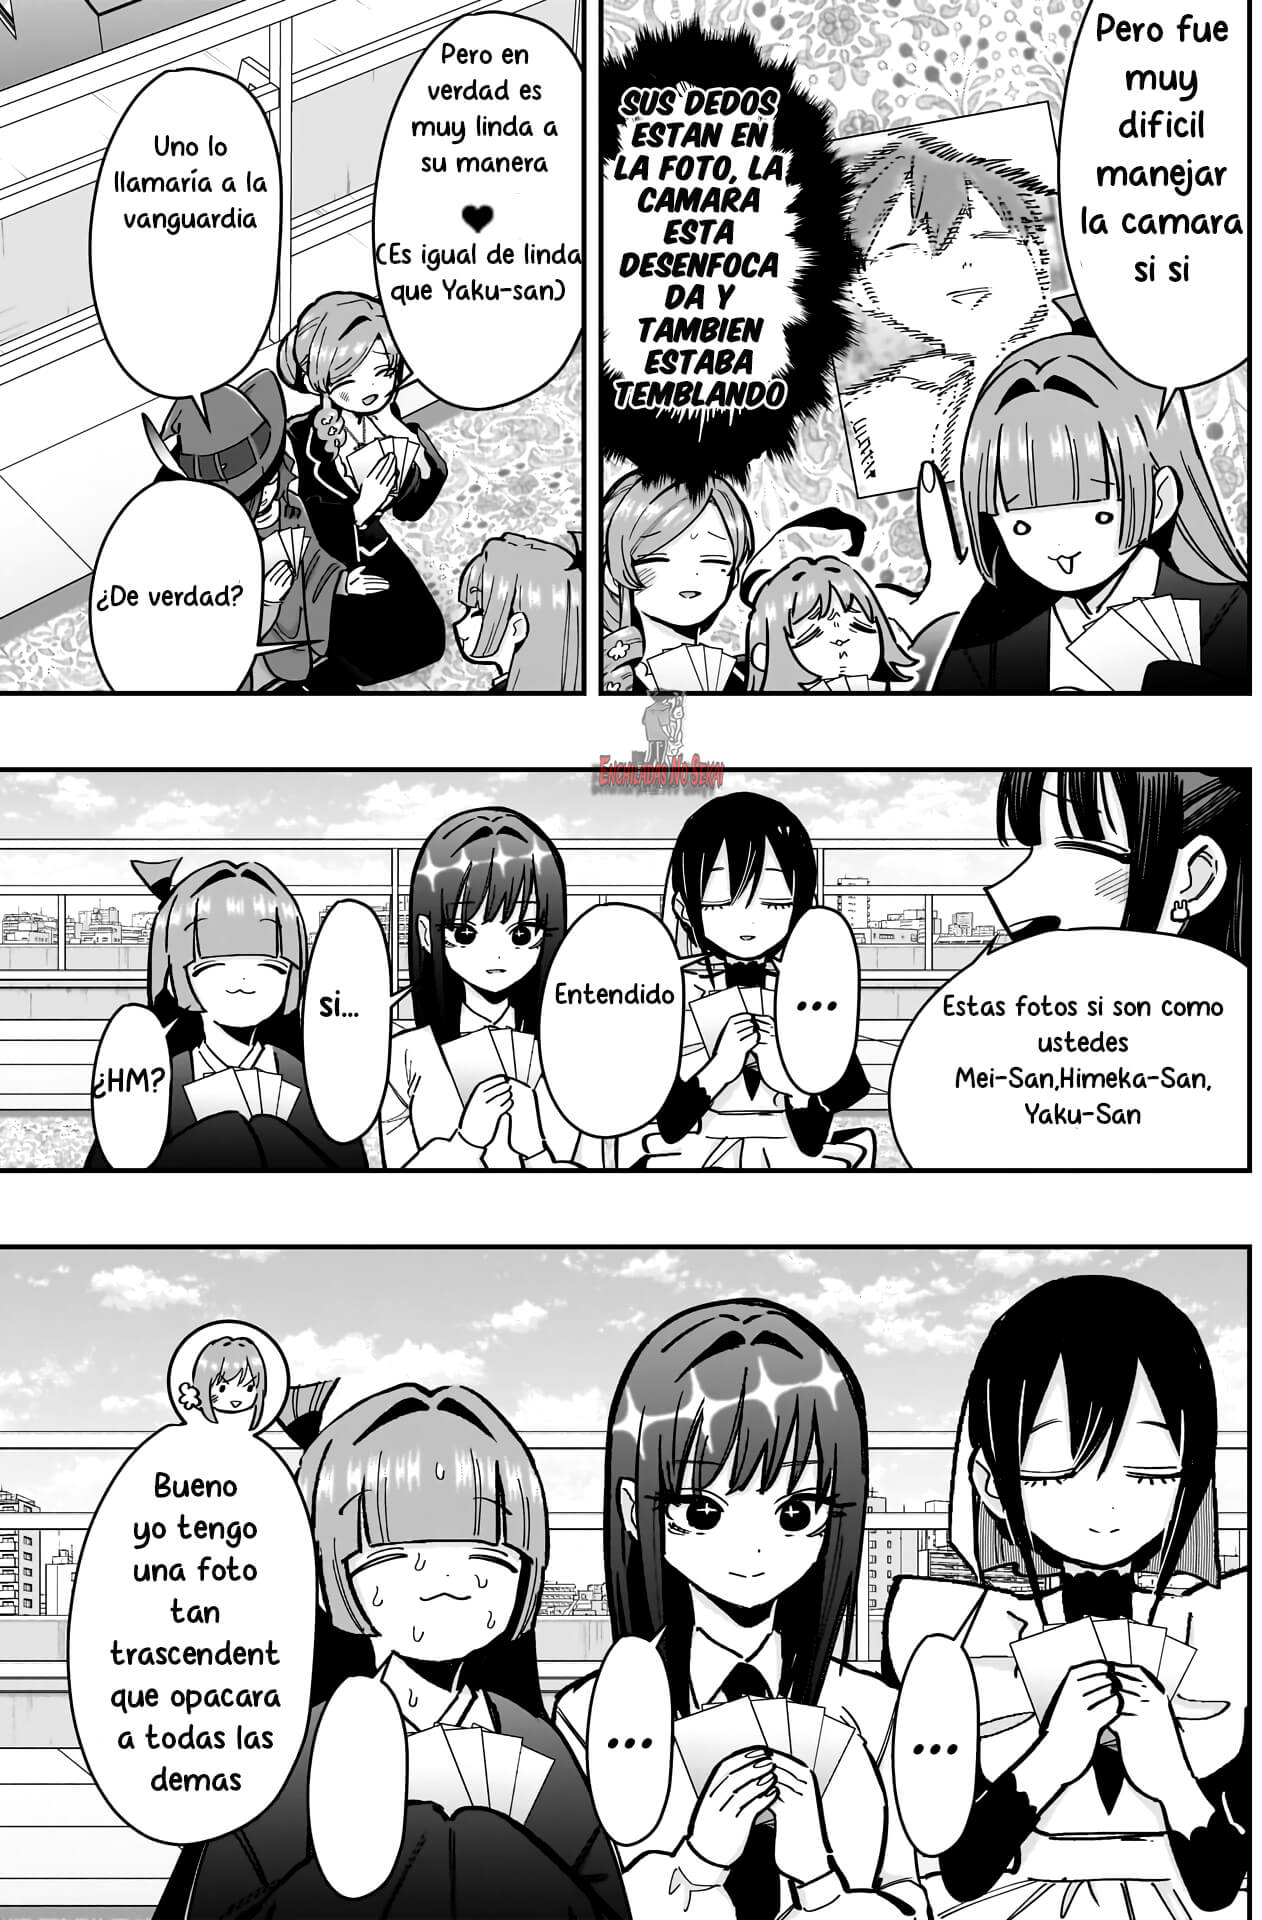 Pero fue
muy
dificil
manejar
la camara
si si
SUS DEDOS
ESTAN EN
LA FOTO, LA
CAMARA
ESTA
DESENFOCA
DA Y
TAMBIEN
ESTABA
TEMBLANDO
Pero en
verdad es
muy linda a
su manera
♥
(Es igual de linda
que Yaku-san)
Uno lo
llamaría a la
vanguardia
¿De verdad?
ENCHILADAS NO SEKAI
Estas fotos si son como
ustedes
Mei-San,Himeka-San,
Yaku-San
...
Entendido
si...
¿HM?
...
...
Bueno
yo tengo
una foto
tan
trascendent
que opacara
a todas las
demas